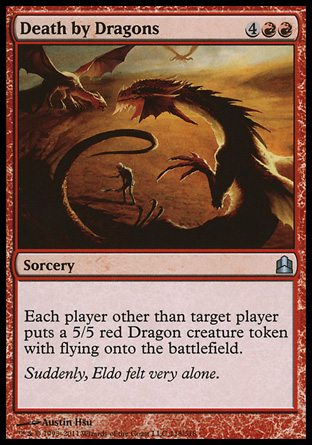 Death by Dragons 4
Sorcery
Each player other than target player
puts a 5/5 red Dragon creature token
with flying onto the battlefield.
Suddenly, Eldo felt very alone.
Austin Hsu